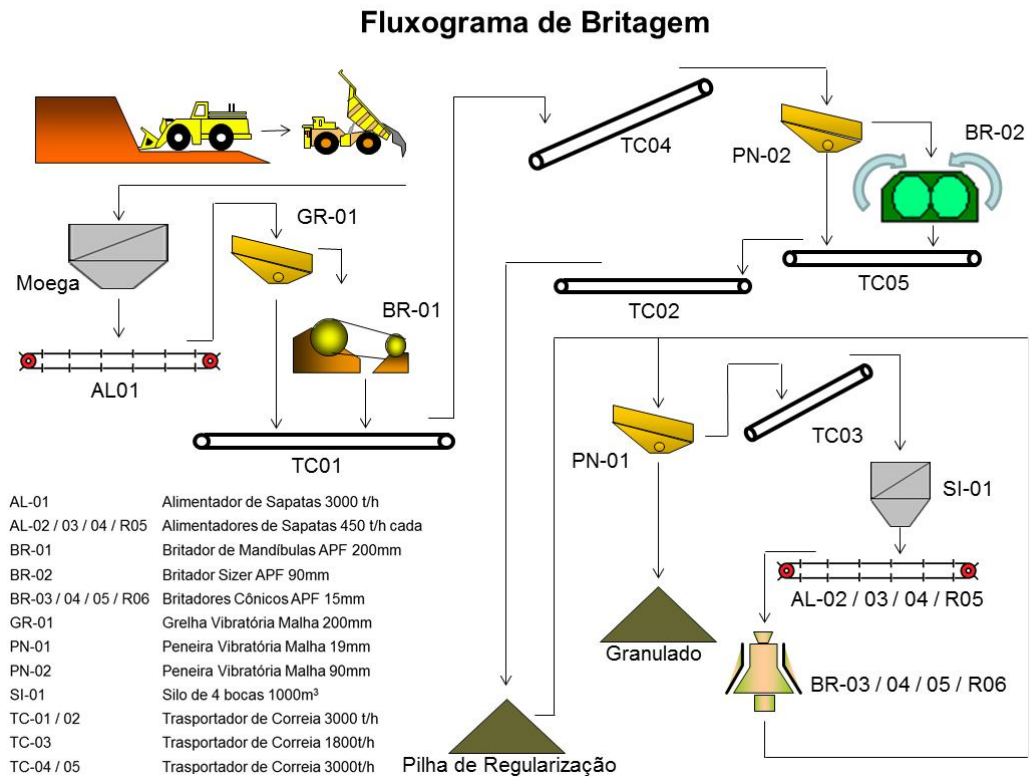 Fluxograma de Britagem
TC04
PN-02
BR-02
GR-01
Moega
BR-01
TC05
TC02
AL01
TC01
TC03
PN-01
SI-01
AL-02 / 03 / 04 / R05
Granulado
BR-03 / 04 / 05 / R06
Pilha de Regularização
AL-01 Alimentador de Sapatas 3000 t/h
AL-02 / 03 / 04 / R05 Alimentadores de Sapatas 450 t/h cada
BR-01 Britador de Mandíbulas APF 200mm
BR-02 Britador Sizer APF 90mm
BR-03 / 04 / 05 / R06 Britadores Cônicos APF 15mm
GR-01 Grelha Vibratória Malha 200mm
PN-01 Peneira Vibratória Malha 19mm
PN-02 Peneira Vibratória Malha 90mm
SI-01 Silo de 4 bocas 1000m³
TC-01 / 02 Trasportador de Correia 3000 t/h
TC-03 Trasportador de Correia 1800t/h
TC-04 / 05 Trasportador de Correia 3000t/h